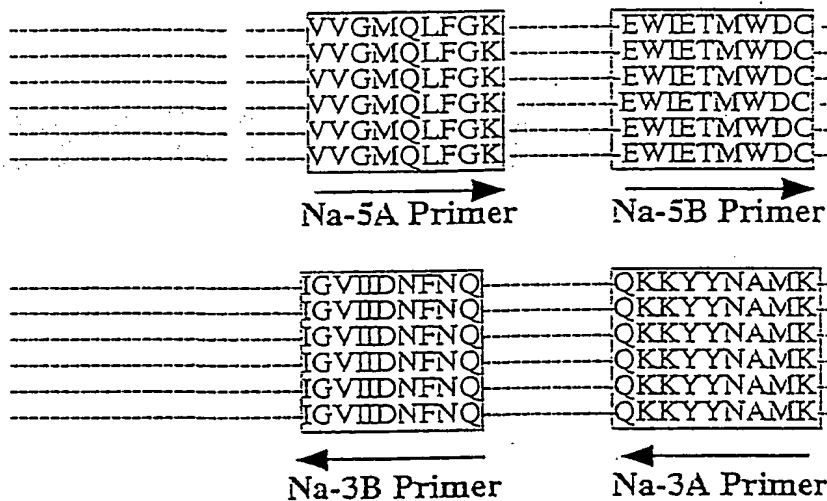 VVGMQLFGK EWIETMWDC
VVGMQLFGK EWIETMWDC
VVGMQLFGK EWIETMWDC
VVGMQLFGK EWIETMWDC
VVGMQLFGK EWIETMWDC
VVGMQLFGK EWIETMWDC
Na-5A Primer Na-5B Primer
IGVIIDNFNQ QKKYYNAMK
IGVIIDNFNQ QKKYYNAMK
IGVIIDNFNQ QKKYYNAMK
IGVIIDNFNQ QKKYYNAMK
IGVIIDNFNQ QKKYYNAMK
IGVIIDNFNQ QKKYYNAMK
Na-3B Primer Na-3A Primer